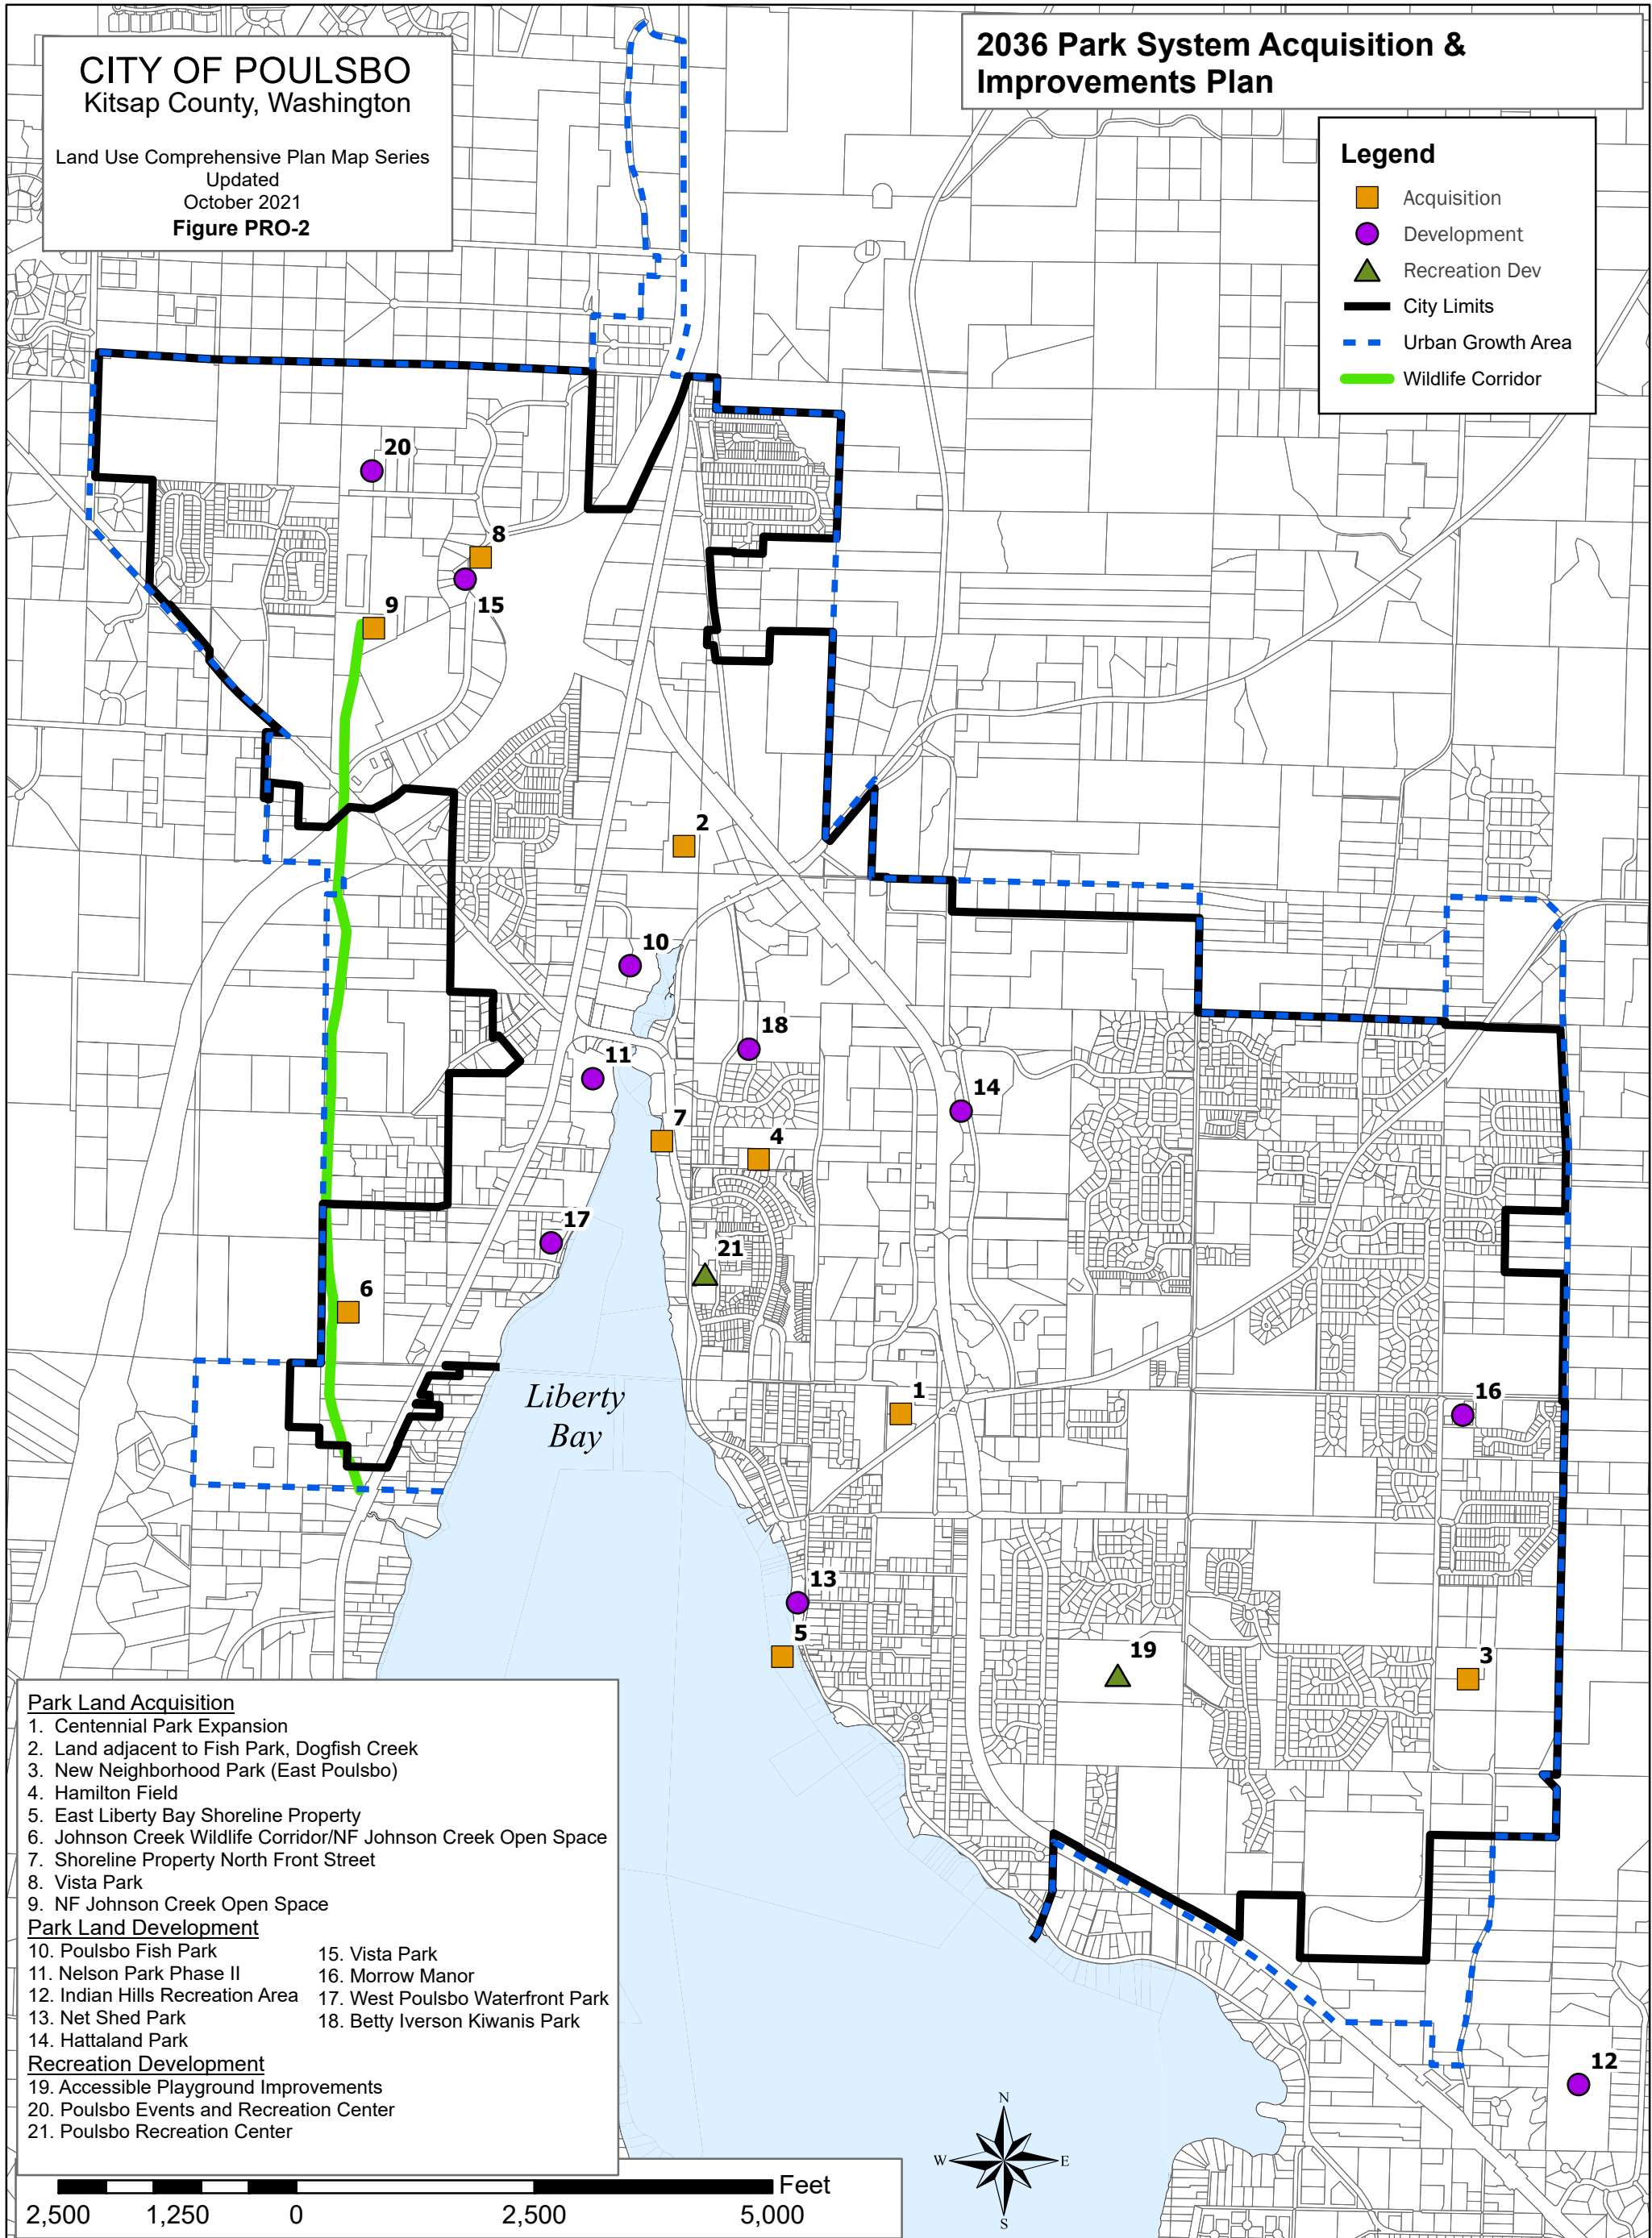 CITY OF POULSBO
Kitsap County, Washington
Land Use Comprehensive Plan Map Series
Updated
October 2021
Figure PRO-2
2036 Park System Acquisition &
Improvements Plan
Legend
Acquisition
Development
Recreation Dev
City Limits
Urban Growth Area
Wildlife Corridor
20
8
15
9
2
10
18
11
14
7
4
17
21
6
1
16
Liberty
Bay
13
5
19
3
12
Park Land Acquisition
1. Centennial Park Expansion
2. Land adjacent to Fish Park, Dogfish Creek
3. New Neighborhood Park (East Poulsbo)
4. Hamilton Field
5. East Liberty Bay Shoreline Property
6. Johnson Creek Wildlife Corridor/NF Johnson Creek Open Space
7. Shoreline Property North Front Street
8. Vista Park
9. NF Johnson Creek Open Space
Park Land Development
10. Poulsbo Fish Park
11. Nelson Park Phase II
12. Indian Hills Recreation Area
13. Net Shed Park
14. Hattaland Park
15. Vista Park
16. Morrow Manor
17. West Poulsbo Waterfront Park
18. Betty Iverson Kiwanis Park
Recreation Development
19. Accessible Playground Improvements
20. Poulsbo Events and Recreation Center
21. Poulsbo Recreation Center
N
W E
S
Feet
2,500 1,250 0 2,500 5,000